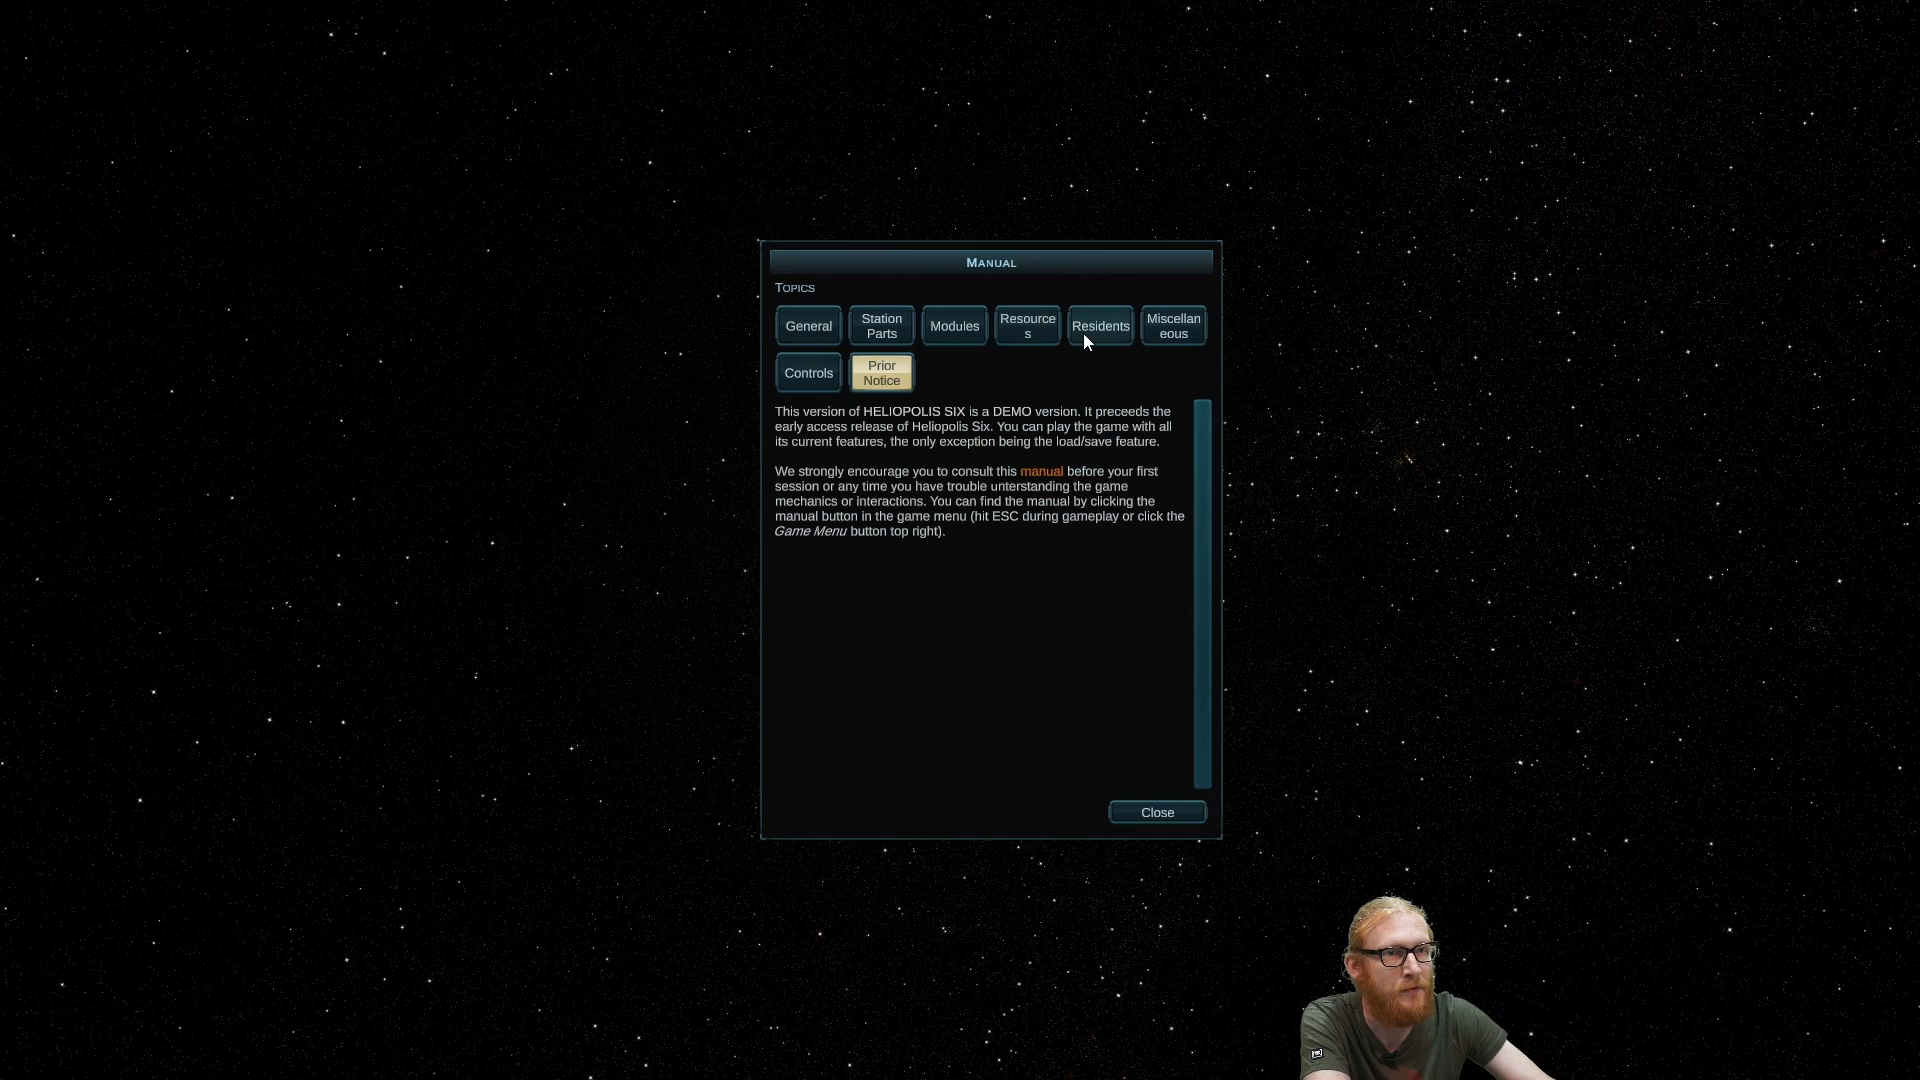 MANUAL
TOPICS
General
Station
Parts
Modules
Resource
s
Residents
Miscellan
eous
Controls
Prior
Notice
This version of HELIOPOLIS SIX is a DEMO version. It preceeds the
early access release of Heliopolis Six. You can play the game with all
its current features, the only exception being the load/save feature.
We strongly encourage you to consult this manual before your first
session or any time you have trouble unterstanding the game
mechanics or interactions. You can find the manual by clicking the
manual button in the game menu (hit ESC during gameplay or click the
Game Menu button top right).
Close